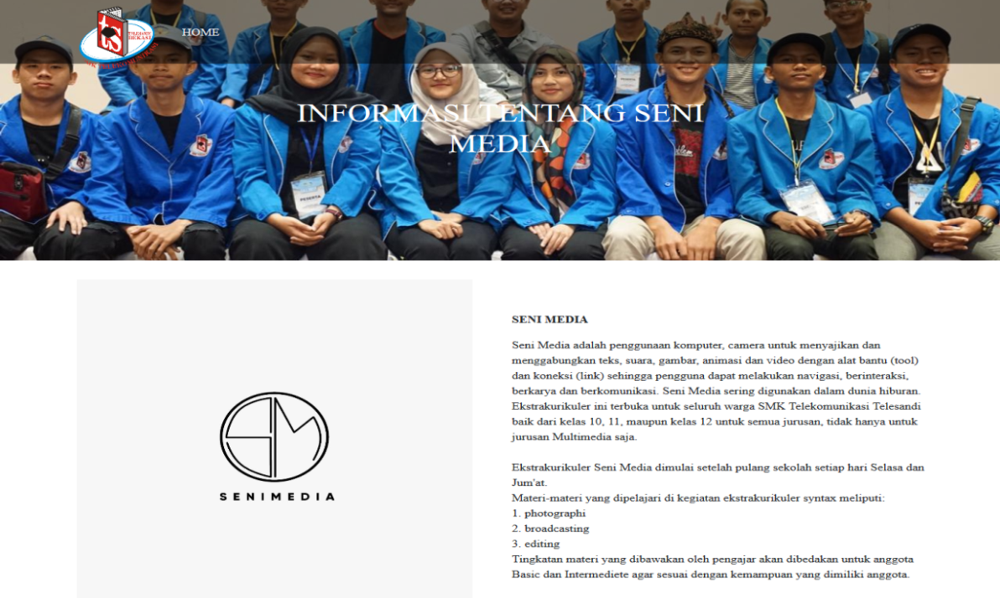 HOME
TELESANDI
BEKASI
INFORMASI TENTANG SENI
MEDIA
PESERTA
SENIMEDIA
SENI MEDIA
Seni Media adalah penggunaan komputer, camera untuk menyajikan dan
menggabungkan teks, suara, gambar, animasi dan video dengan alat bantu (tool)
dan koneksi (link) sehingga pengguna dapat melakukan navigasi, berinteraksi,
berkarya dan berkomunikasi. Seni Media sering digunakan dalam dunia hiburan.
Ekstrakurikuler ini terbuka untuk seluruh warga SMK Telekomunikasi Telesandi
baik dari kelas 10, 11, maupun kelas 12 untuk semua jurusan, tidak hanya untuk
jurusan Multimedia saja.
Ekstrakurikuler Seni Media dimulai setelah pulang sekolah setiap hari Selasa dan
Jum'at.
Materi-materi yang dipelajari di kegiatan ekstrakurikuler syntax meliputi:
1. photographi
2. broadcasting
3. editing
Tingkatan materi yang dibawakan oleh pengajar akan dibedakan untuk anggota
Basic dan Intermediete agar sesuai dengan kemampuan yang dimiliki anggota.